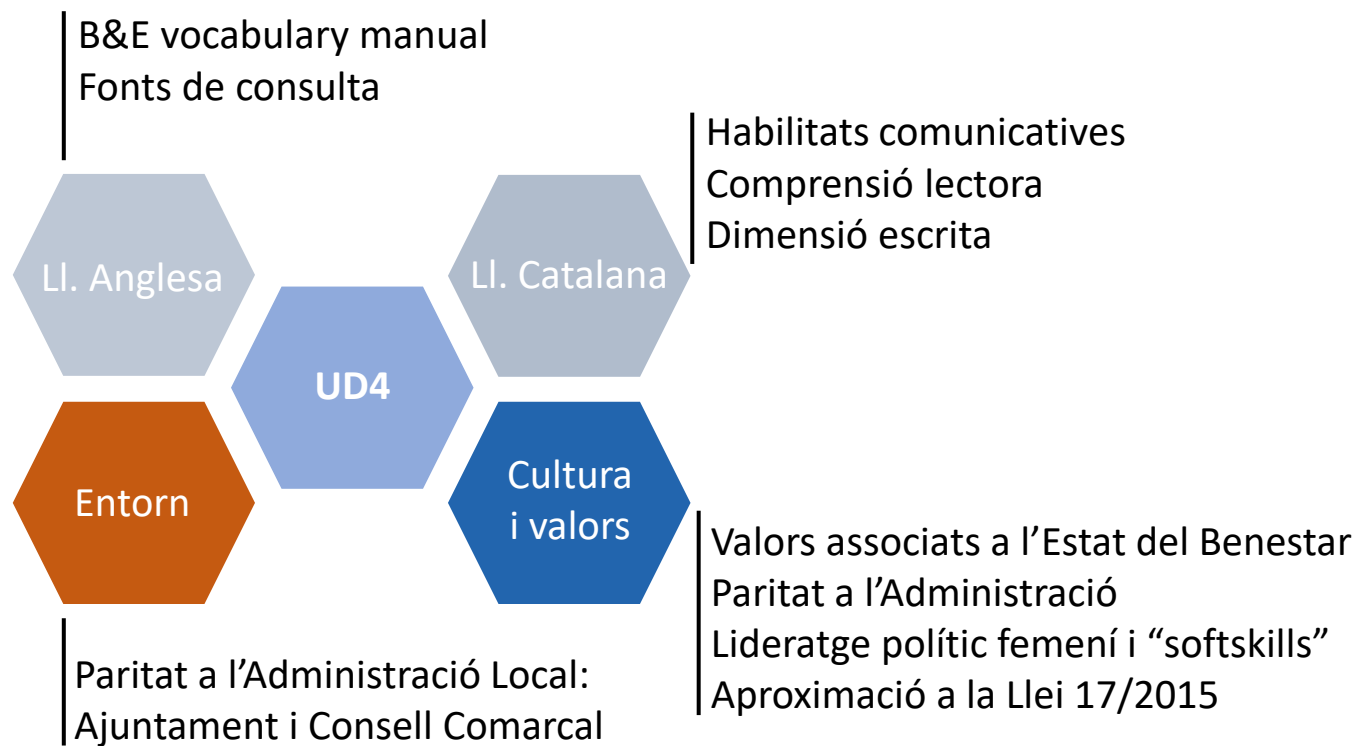 B&E vocabulary manual
Fonts de consulta
Habilitats comunicatives
Comprensió lectora
Dimensió escrita
Ll. Anglesa
Ll. Catalana
UD4
Entorn
Cultura
i valors
Valors associats a l’Estat del Benestar
Paritat a l’Administració
Lideratge polític femení i “softskills”
Aproximació a la Llei 17/2015
Paritat a l’Administració Local:
Ajuntament i Consell Comarcal